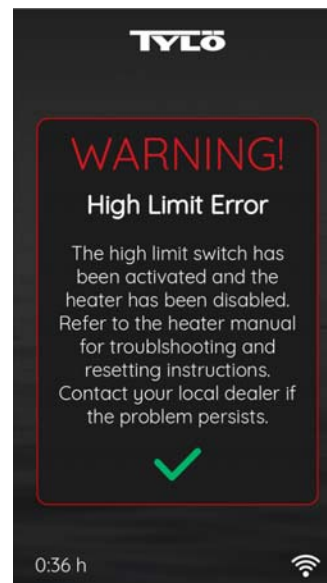 TYLÖ
WARNING!
High Limit Error
The high limit switch has
been activated and the
heater has been disabled.
Refer to the heater manual
for troublshooting and
resetting instructions.
Contact your local dealer if
the problem persists.
0:36 h